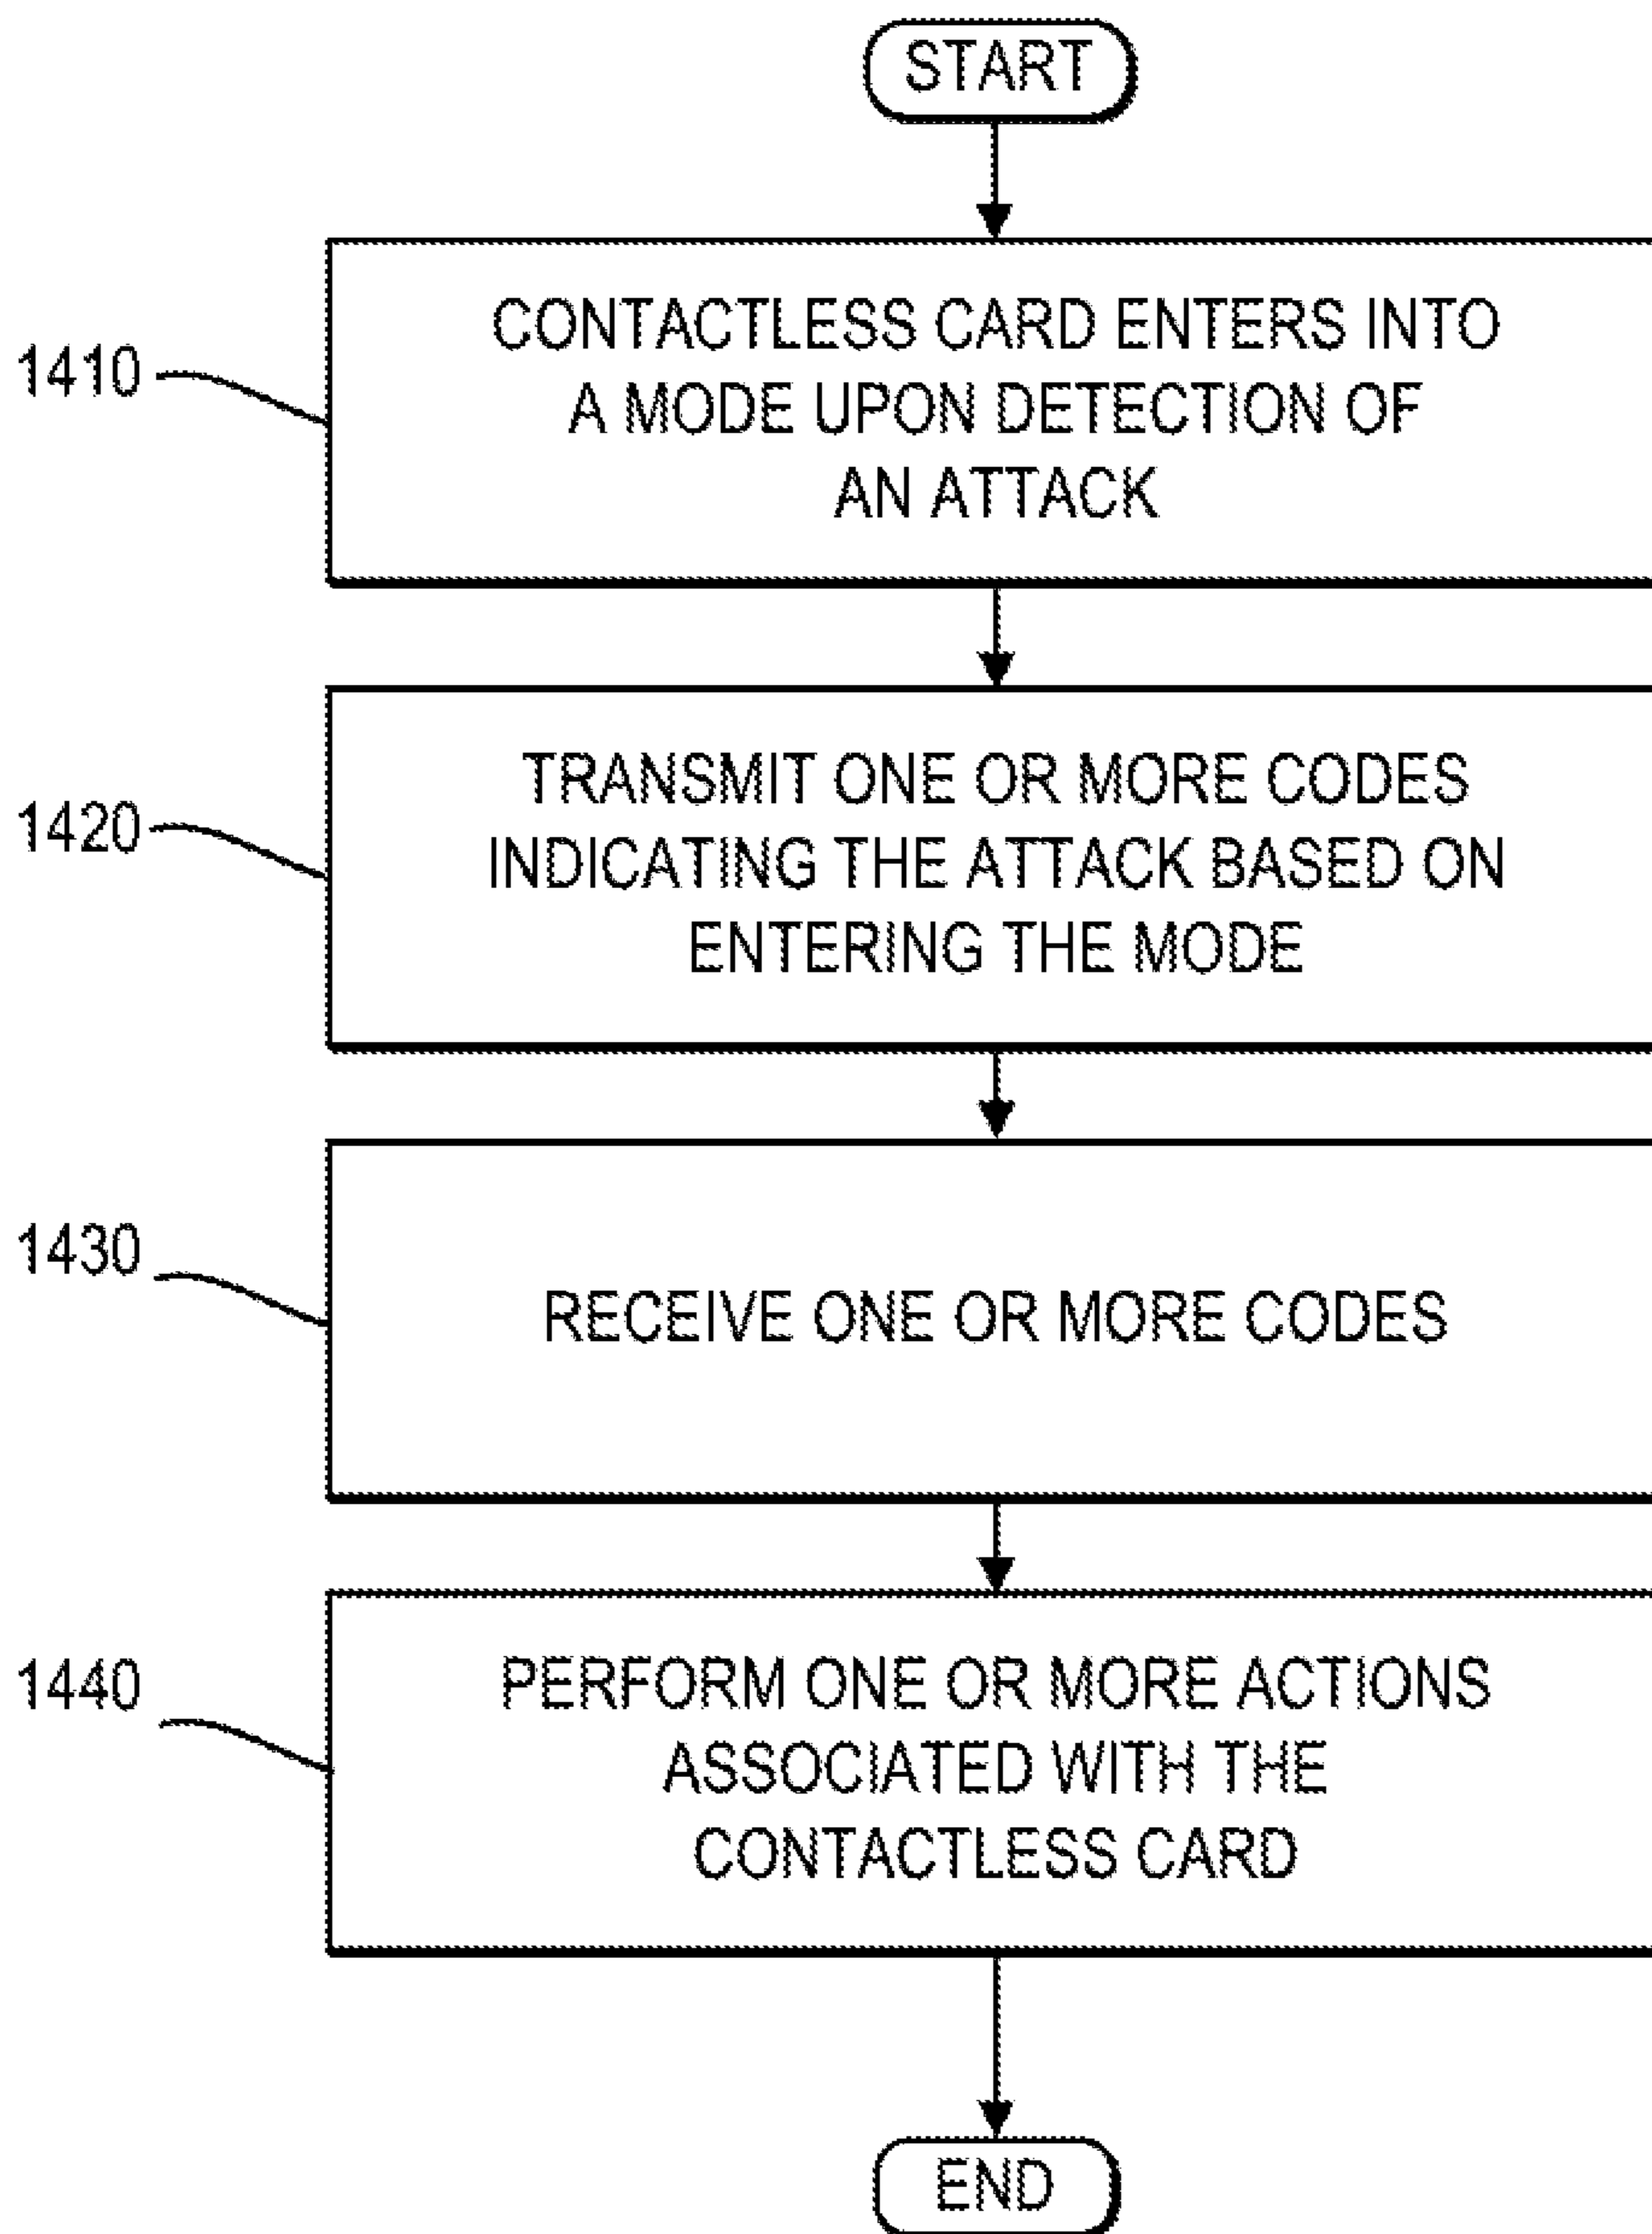 START
1410
CONTACTLESS CARD ENTERS INTO
A MODE UPON DETECTION OF
AN ATTACK
1420
TRANSMIT ONE OR MORE CODES
INDICATING THE ATTACK BASED ON
ENTERING THE MODE
1430
RECEIVE ONE OR MORE CODES
1440
PERFORM ONE OR MORE ACTIONS
ASSOCIATED WITH THE
CONTACTLESS CARD
END